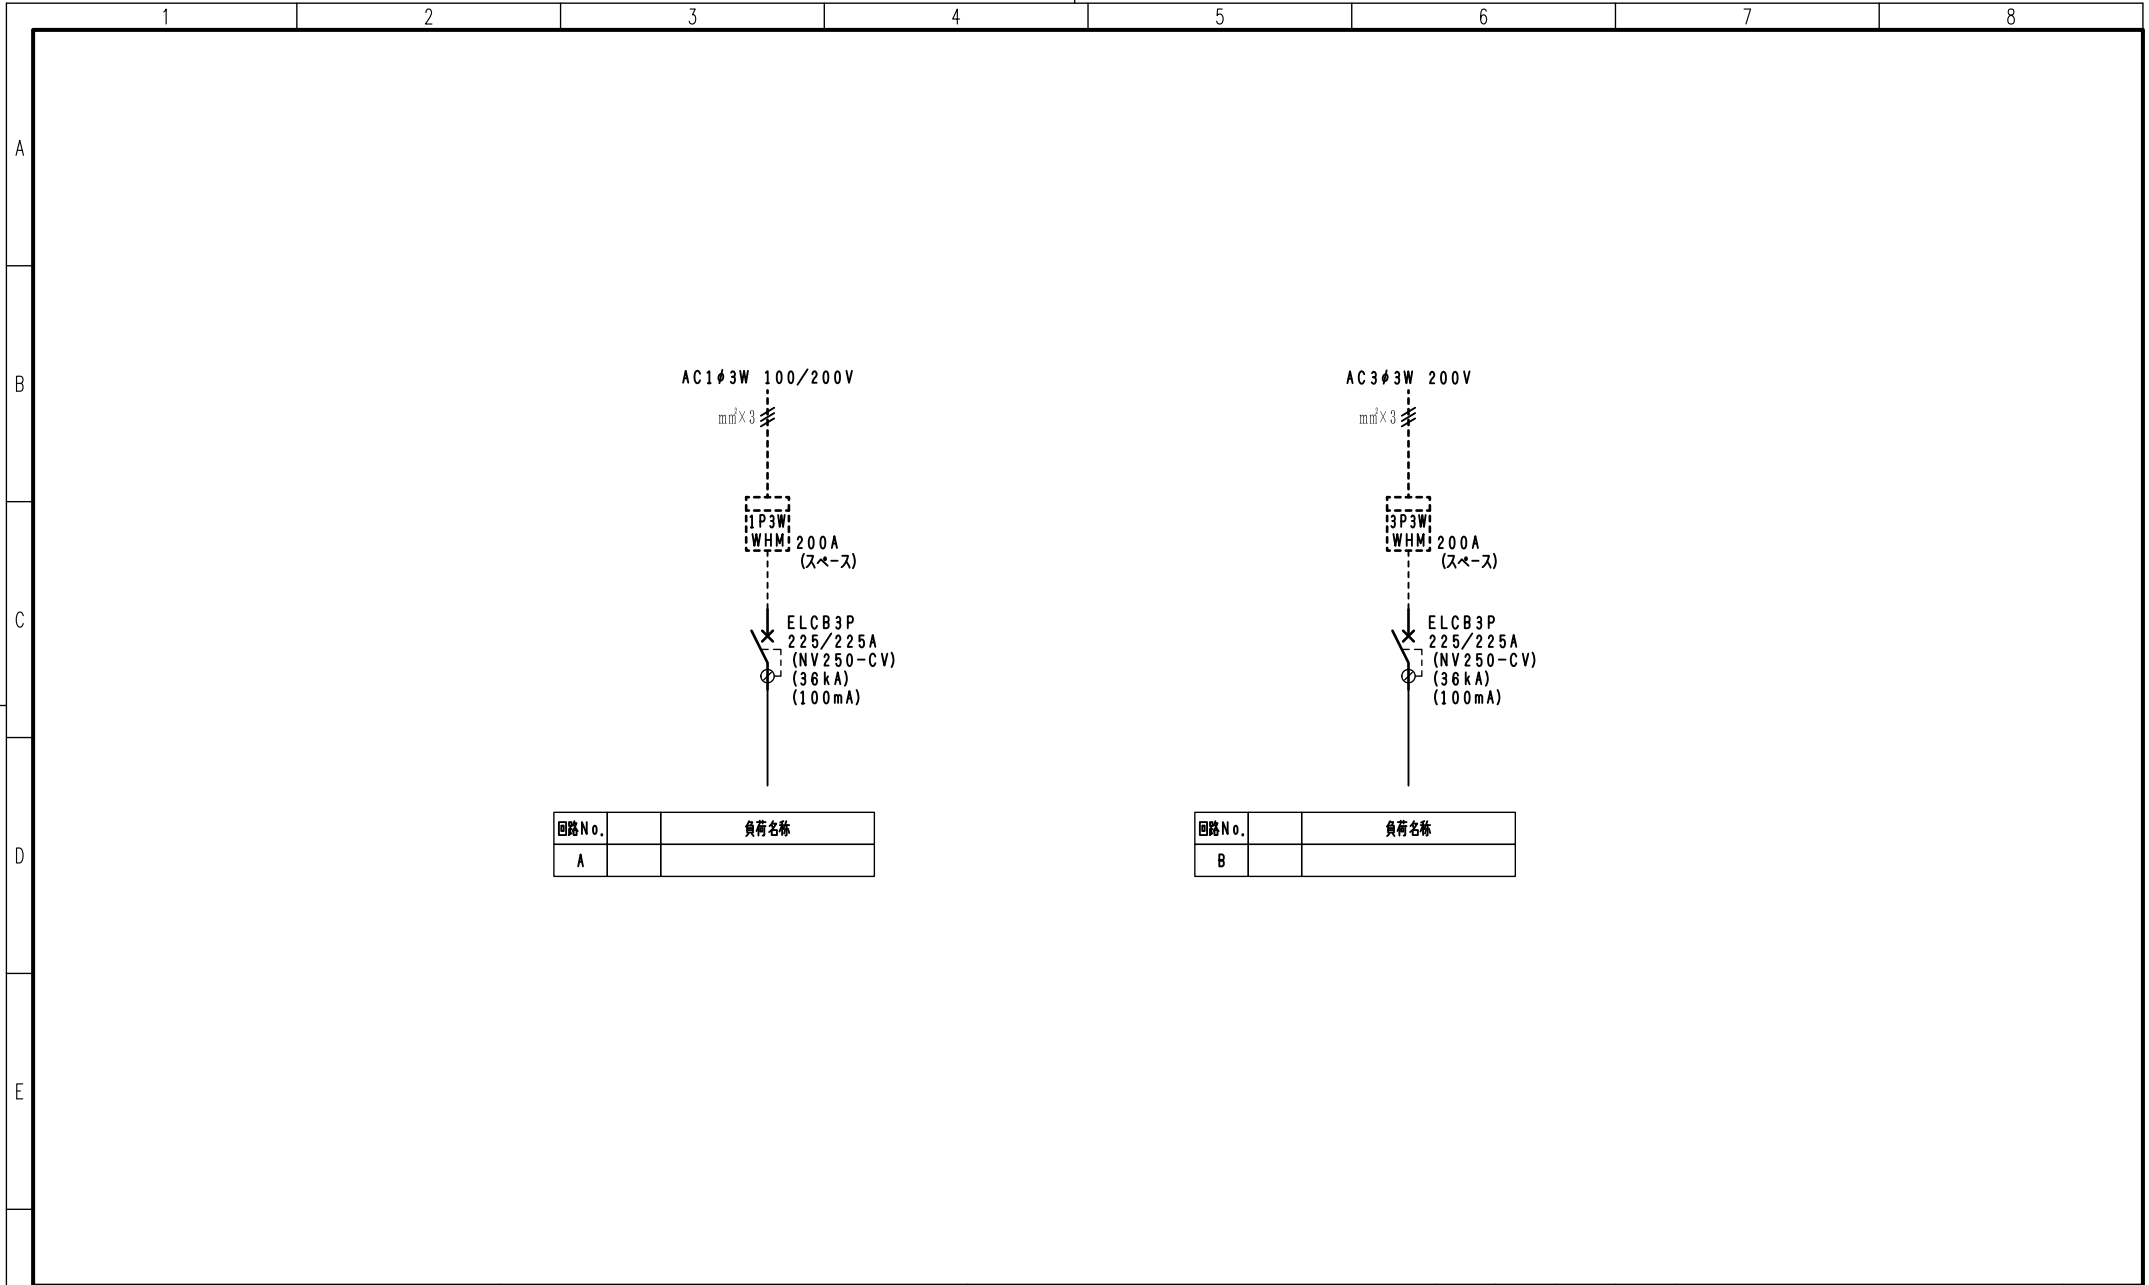 1 2 3 4 5 6 7 8
A
B
C
D
E
AC1φ3W 100/200V
mm²×3
1P3W
WHM
200A
(スペース)
ELCB3P
225/225A
(NV250-CV)
(36kA)
(100mA)
回路No. 負荷名称
A
AC3φ3W 200V
mm²×3
3P3W
WHM
200A
(スペース)
ELCB3P
225/225A
(NV250-CV)
(36kA)
(100mA)
回路No. 負荷名称
B